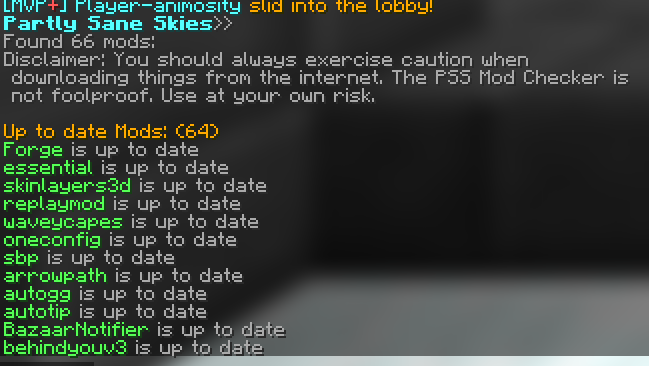 [MVP+] Player-animosity slid into the lobby!
Partly Sane Skies>>
Found 66 mods:
Disclaimer: You should always exercise caution when
downloading things from the internet. The PSS Mod Checker is
not foolproof. Use at your own risk.
Up to date Mods: (64)
Forge is up to date
essential is up to date
skinlayers3d is up to date
replaymod is up to date
waveycapes is up to date
oneconfig is up to date
sbp is up to date
arrowpath is up to date
autogg is up to date
autotip is up to date
BazaarNotifier is up to date
behindyouv3 is up to date